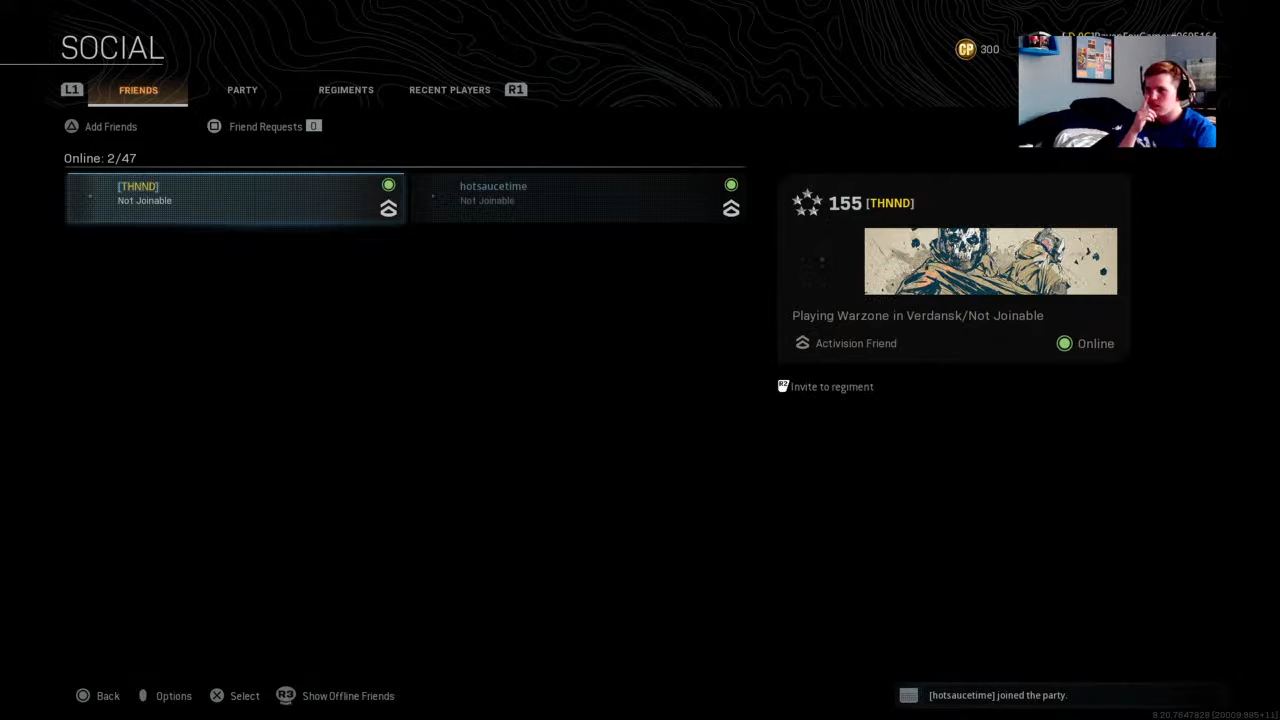 SOCIAL
CP 300
L1 FRIENDS PARTY REGIMENTS RECENT PLAYERS R1
Add Friends Friend Requests 0
Online: 2/47
[THNND]
Not Joinable
hotsaucetime
Not Joinable
155 [THNND]
Playing Warzone in Verdansk/Not Joinable
Activision Friend Online
R2 Invite to regiment
Back Options Select R3 Show Offline Friends
[hotsaucetime] joined the party.